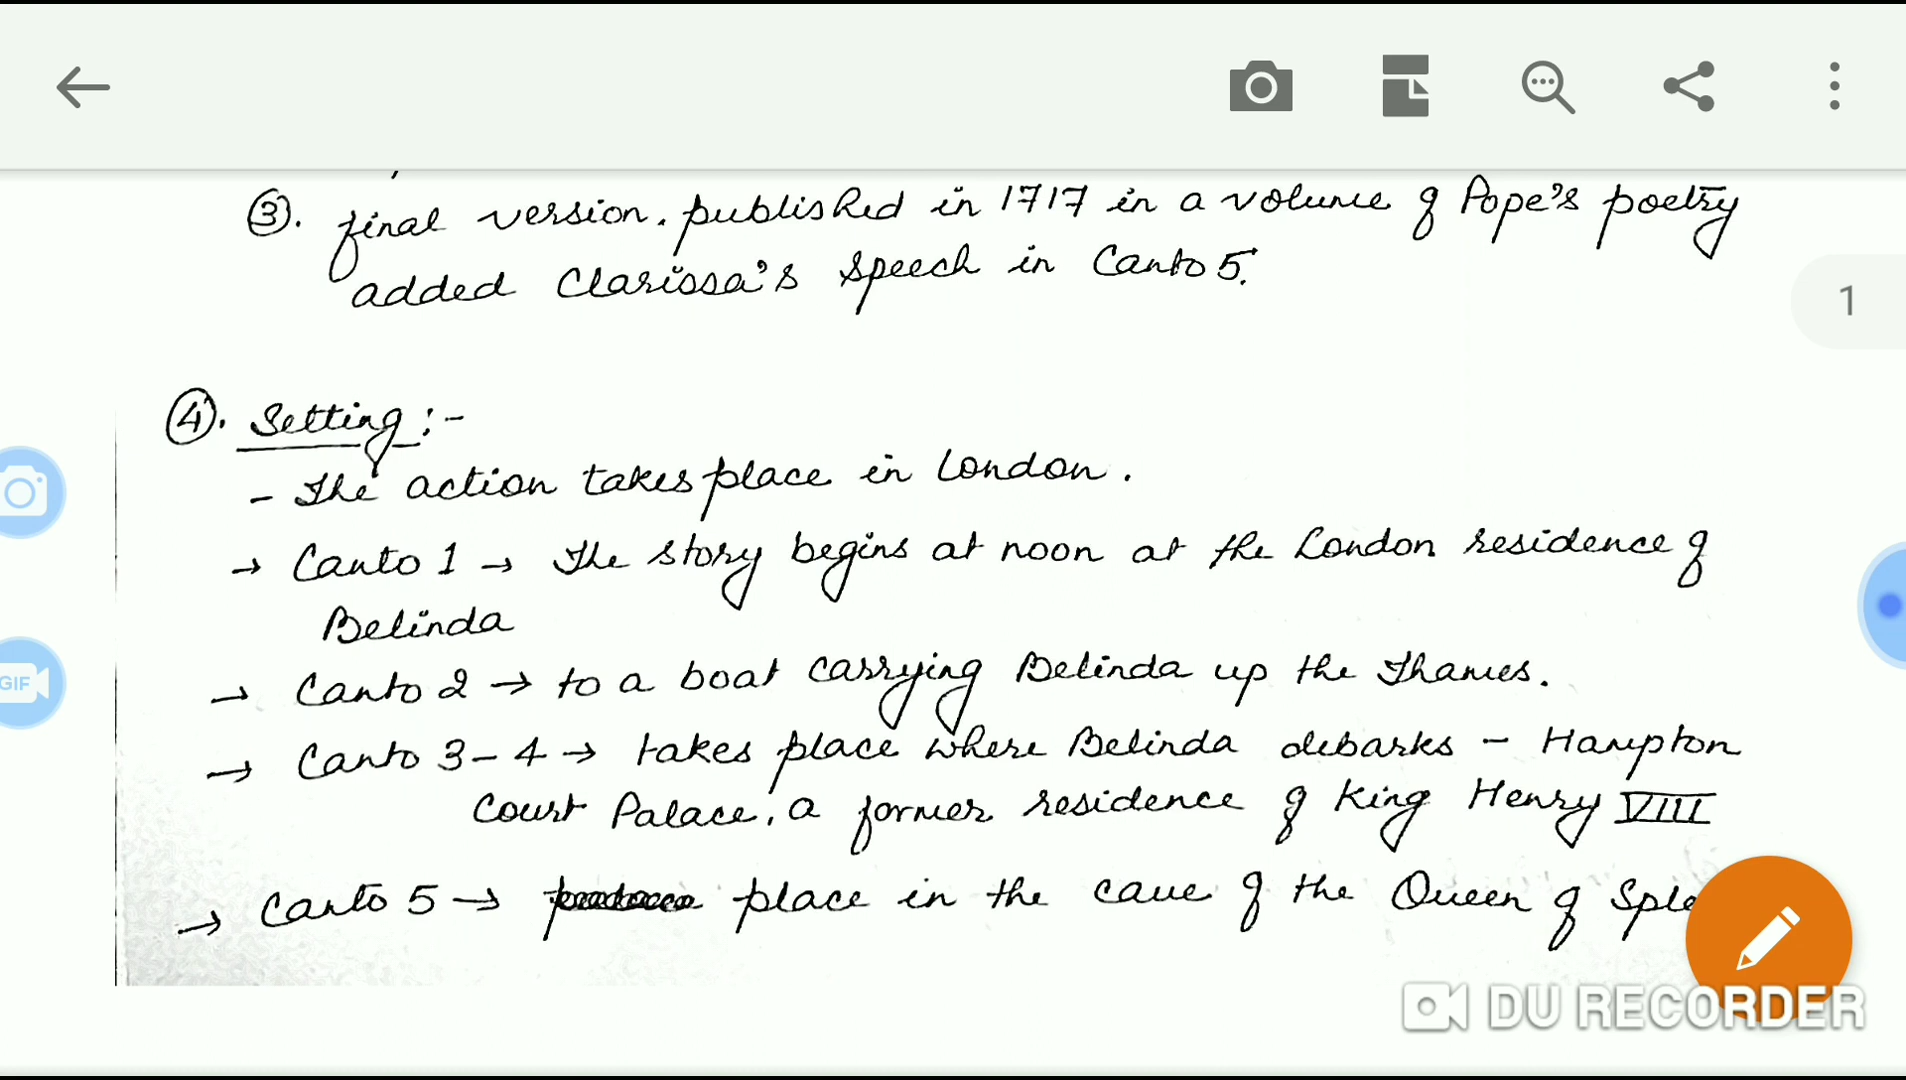 ③. final version. published in 1717 in a volume of Pope's poetry
added Clarissa's speech in Canto 5.
1
④. Setting :-
- The action takes place in London.
→ Canto 1 → The story begins at noon at the London residence of
Belinda
→ Canto 2 → to a boat carrying Belinda up the Thames.
→ Canto 3-4 → takes place where Belinda debarks - Hampton
Court Palace, a former residence of King Henry VIII
→ Canto 5 → place in the cave of the Queen of Sple
GIF
DU RECORDER